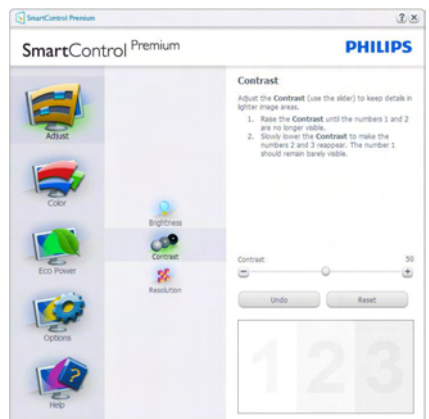 SmartControl Premium
SmartControl Premium
PHILIPS
Adjust
Color
Eco Power
Options
Help
Brightness
Contrast
Resolution
Contrast
Adjust the Contrast (use the slider) to keep details in
lighter image areas.
1. Raise the Contrast until the numbers 1 and 2
are no longer visible.
2. Slowly lower the Contrast to make the
numbers 2 and 3 reappear. The number 1
should remain barely visible.
Contrast 50
Undo Reset
1 2 3